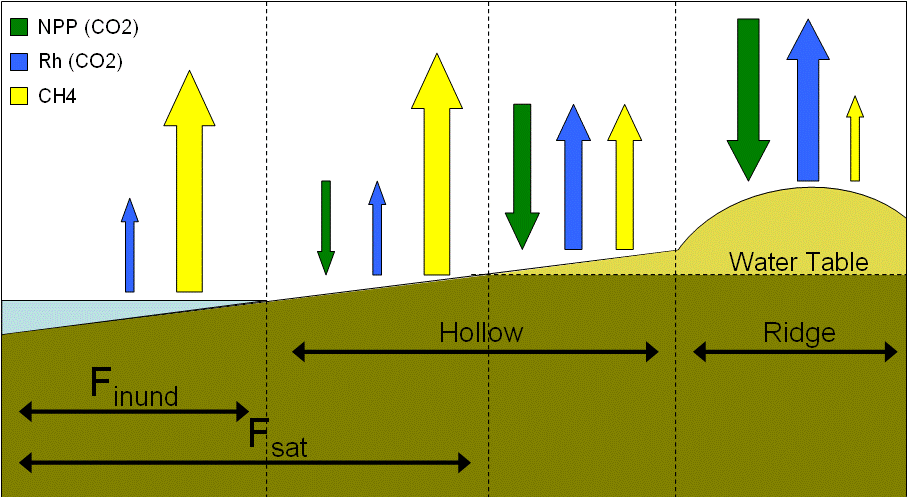 NPP (CO2)
Rh (CO2)
CH4
Water Table
Hollow
Ridge
Finund
Fsat